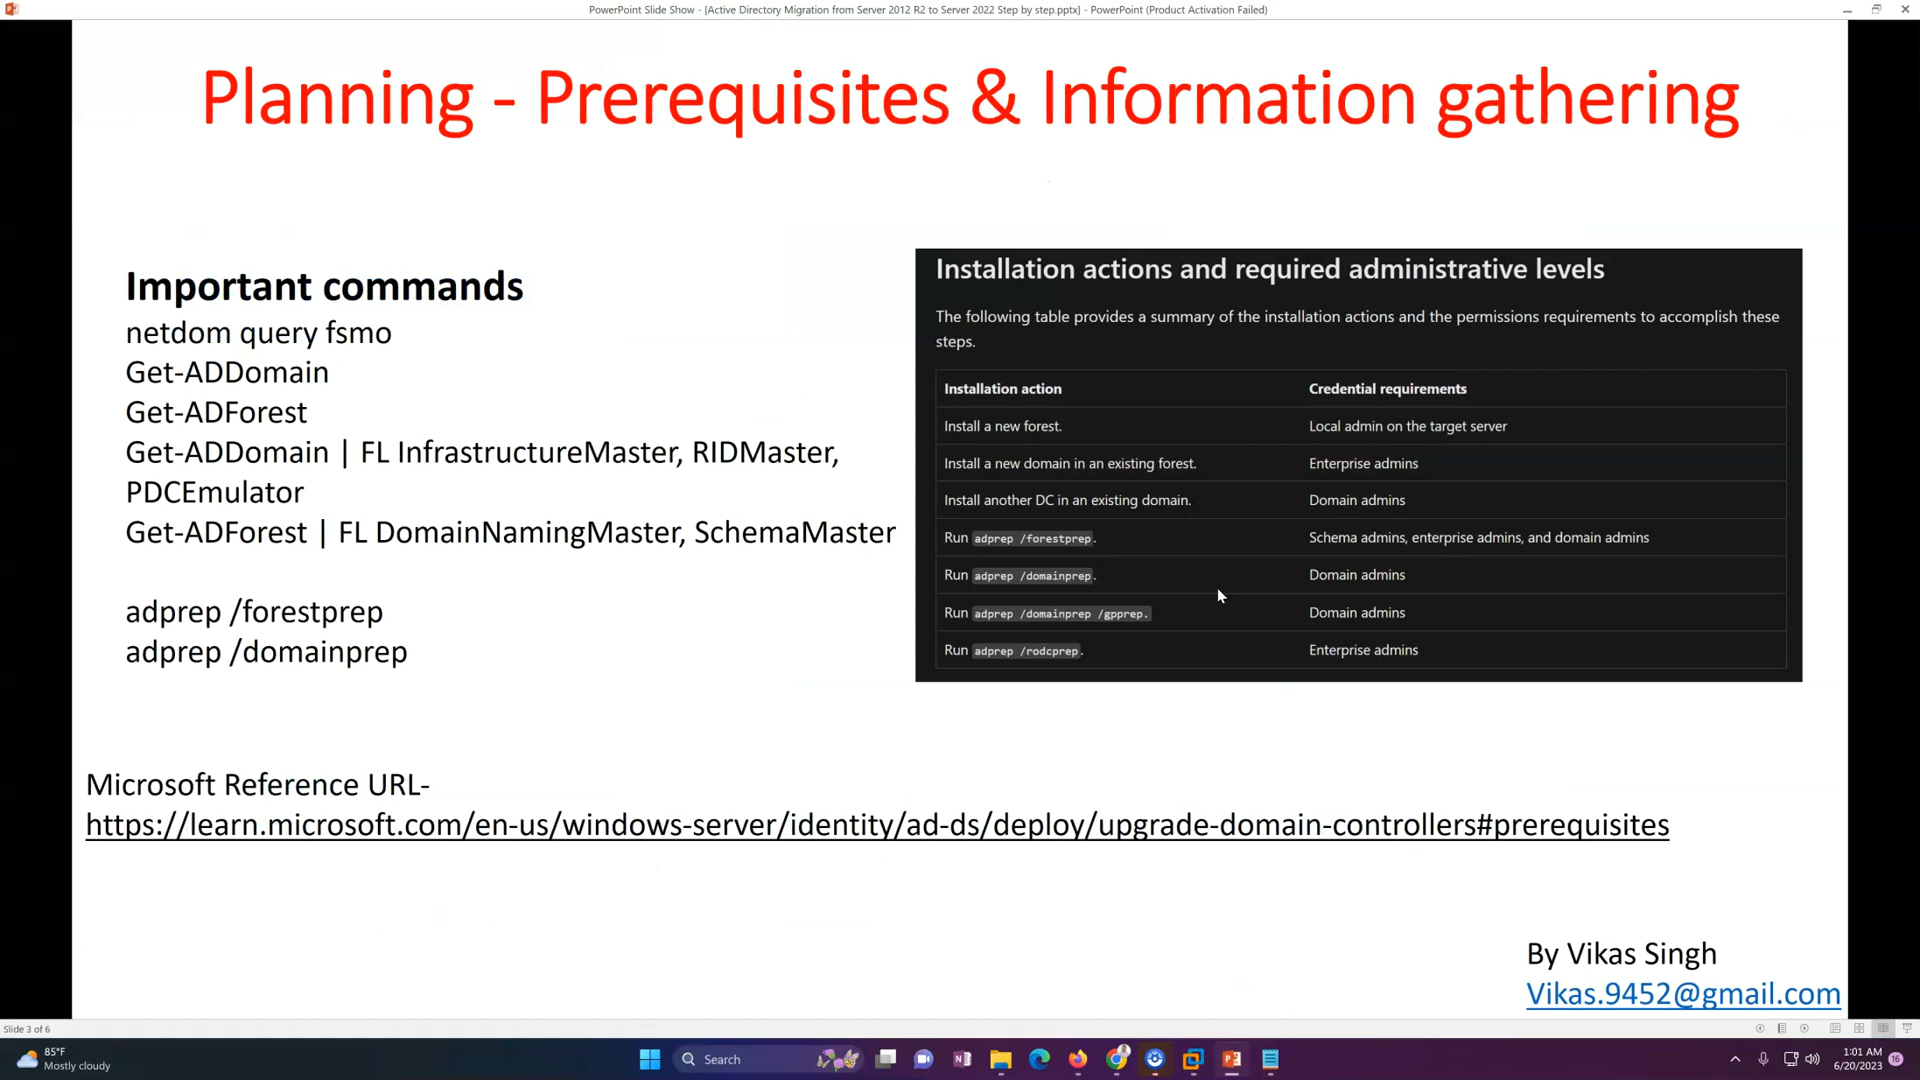 PowerPoint Slide Show - [Active Directory Migration from Server 2012 R2 to Server 2022 Step by step.pptx] - PowerPoint (Product Activation Failed)
Planning - Prerequisites & Information gathering
Important commands
netdom query fsmo
Get-ADDomain
Get-ADForest
Get-ADDomain | FL InfrastructureMaster, RIDMaster,
PDCEmulator
Get-ADForest | FL DomainNamingMaster, SchemaMaster
adprep /forestprep
adprep /domainprep
Installation actions and required administrative levels
The following table provides a summary of the installation actions and the permissions requirements to accomplish these
steps.
Installation action Credential requirements
Install a new forest. Local admin on the target server
Install a new domain in an existing forest. Enterprise admins
Install another DC in an existing domain. Domain admins
Run adprep /forestprep. Schema admins, enterprise admins, and domain admins
Run adprep /domainprep. Domain admins
Run adprep /domainprep /gpprep. Domain admins
Run adprep /rodcprep. Enterprise admins
Microsoft Reference URL-
https://learn.microsoft.com/en-us/windows-server/identity/ad-ds/deploy/upgrade-domain-controllers#prerequisites
By Vikas Singh
Vikas.9452@gmail.com
Slide 3 of 6
85°F
Mostly cloudy
Search
1:01 AM
6/20/2023
16